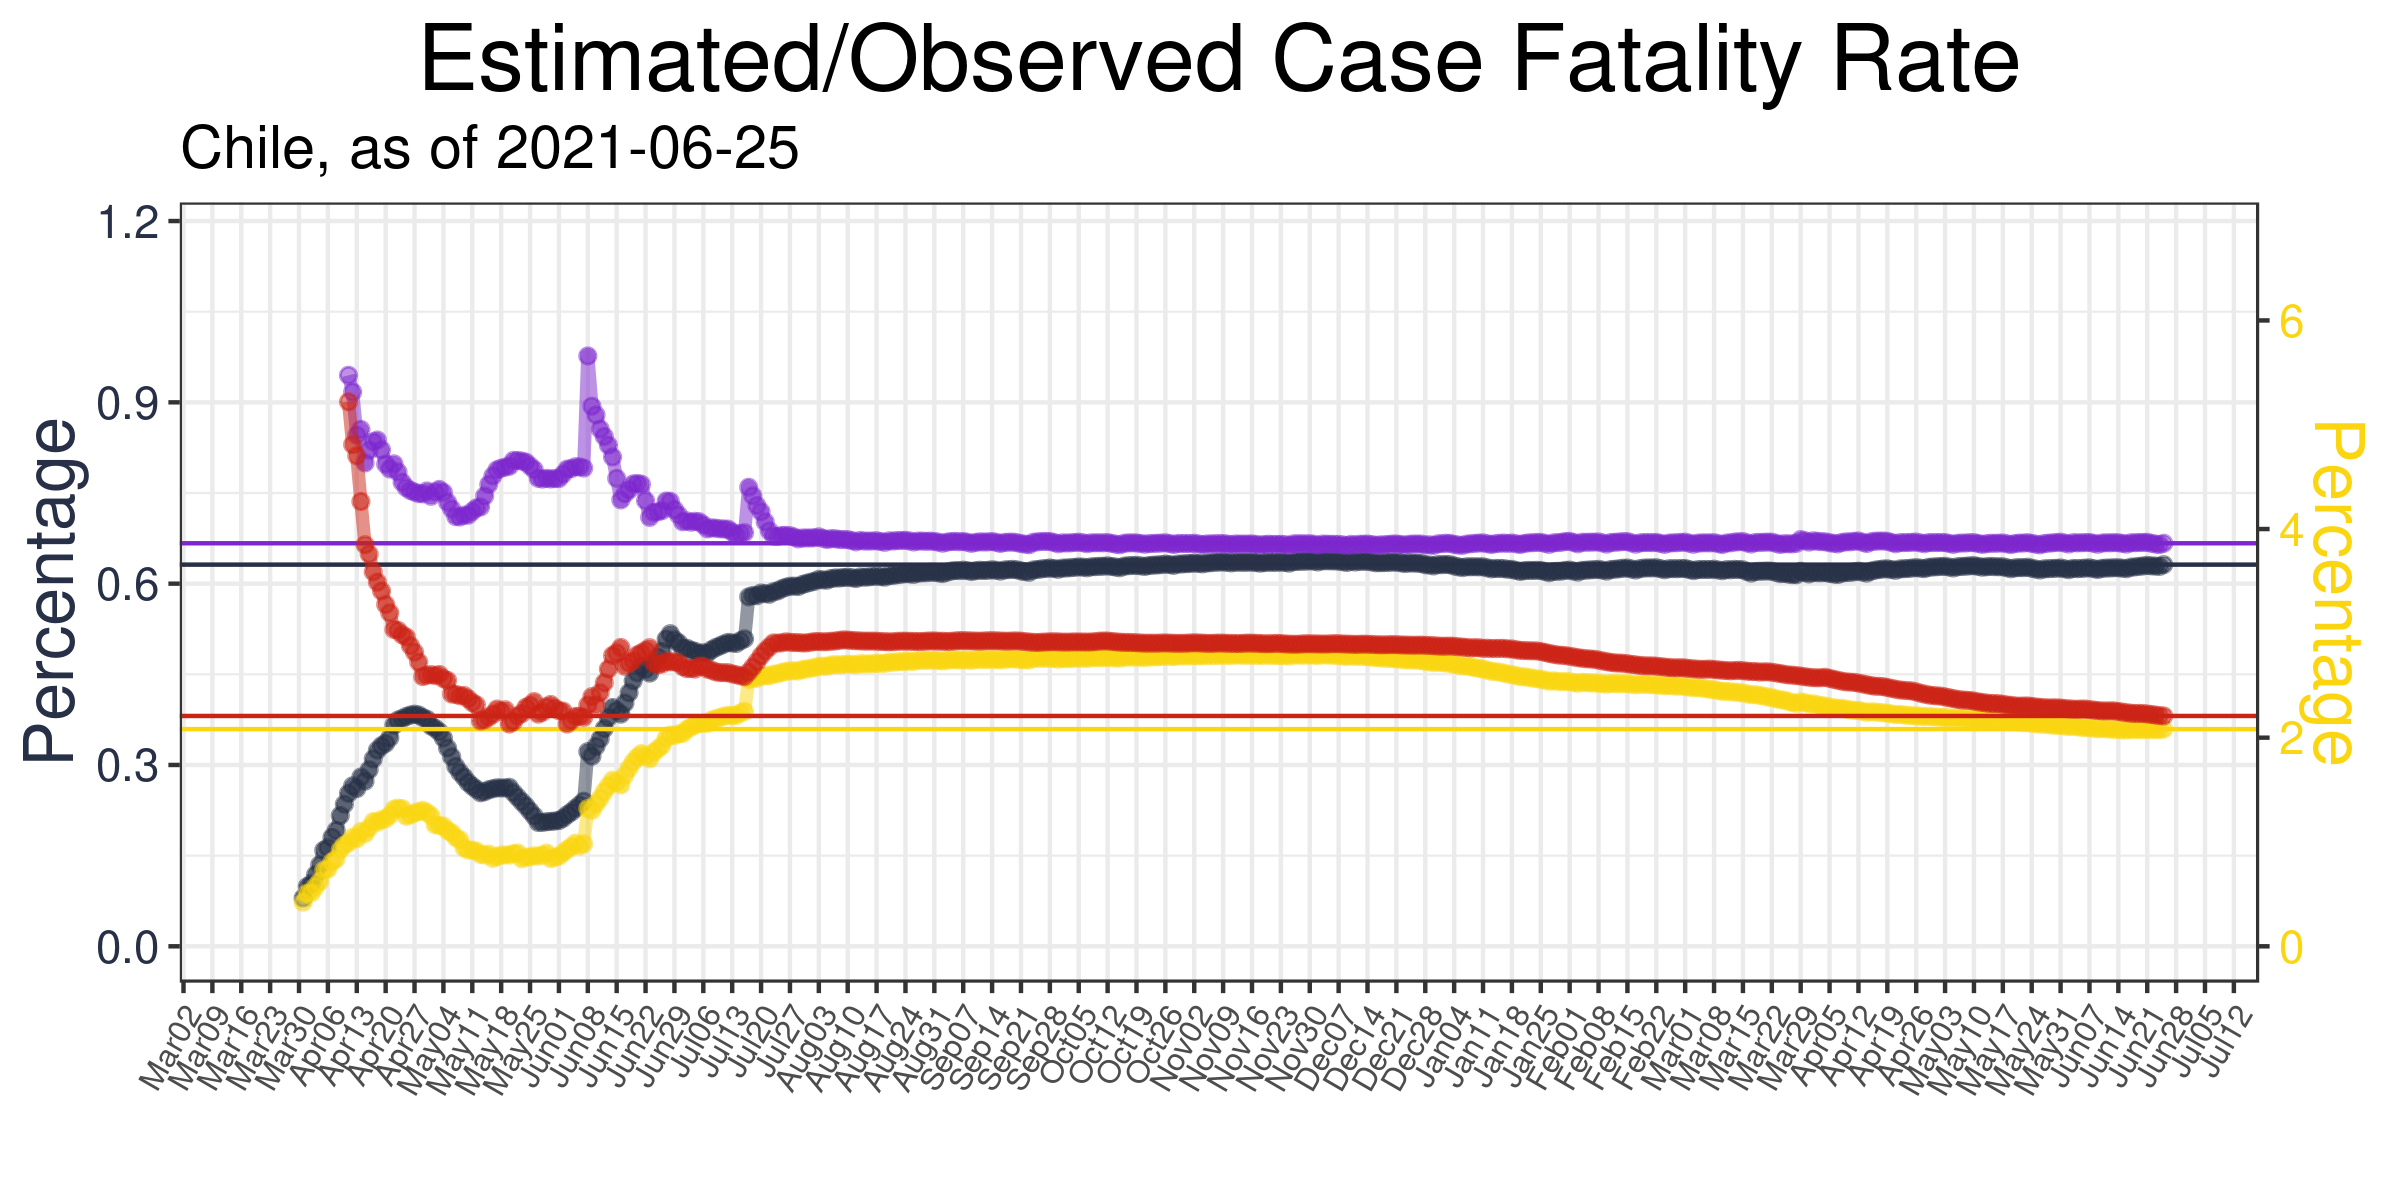 Estimated/Observed Case Fatality Rate
Chile, as of 2021-06-25
Percentage
1.2
0.9
0.6
0.3
0.0
6
4
2
0
Percentage
Mar02 Mar09 Mar16 Mar23 Mar30 Apr06 Apr13 Apr20 Apr27 May04 May11 May18 May25 Jun01 Jun08 Jun15 Jun22 Jun29 Jul06 Jul13 Jul20 Jul27 Aug03 Aug10 Aug17 Aug24 Aug31 Sep07 Sep14 Sep21 Sep28 Oct05 Oct12 Oct19 Oct26 Nov02 Nov09 Nov16 Nov23 Nov30 Dec07 Dec14 Dec21 Dec28 Jan04 Jan11 Jan18 Jan25 Feb01 Feb08 Feb15 Feb22 Mar01 Mar08 Mar15 Mar22 Mar29 Apr05 Apr12 Apr19 Apr26 May03 May10 May17 May24 May31 Jun07 Jun14 Jun21 Jun28 Jul05 Jul12